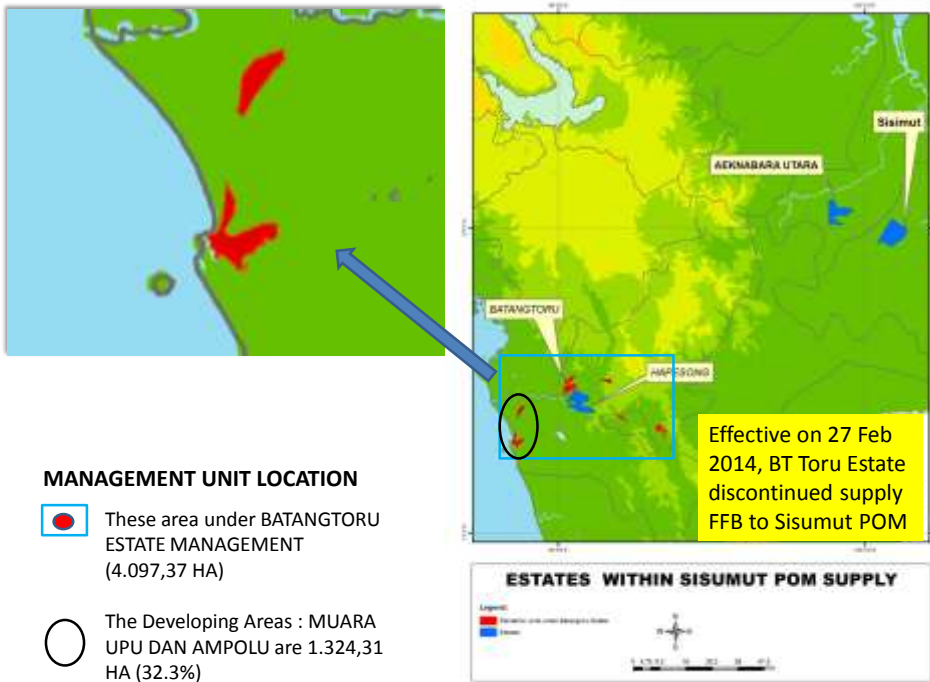 Sisimut
AEKNABARA UTARA
BATANGTORU
HAPESONG
Effective on 27 Feb
2014, BT Toru Estate
discontinued supply
FFB to Sisumut POM
MANAGEMENT UNIT LOCATION
These area under BATANGTORU
ESTATE MANAGEMENT
(4.097,37 HA)
The Developing Areas : MUARA
UPU DAN AMPOLU are 1.324,31
HA (32.3%)
ESTATES WITHIN SISUMUT POM SUPPLY
Legend